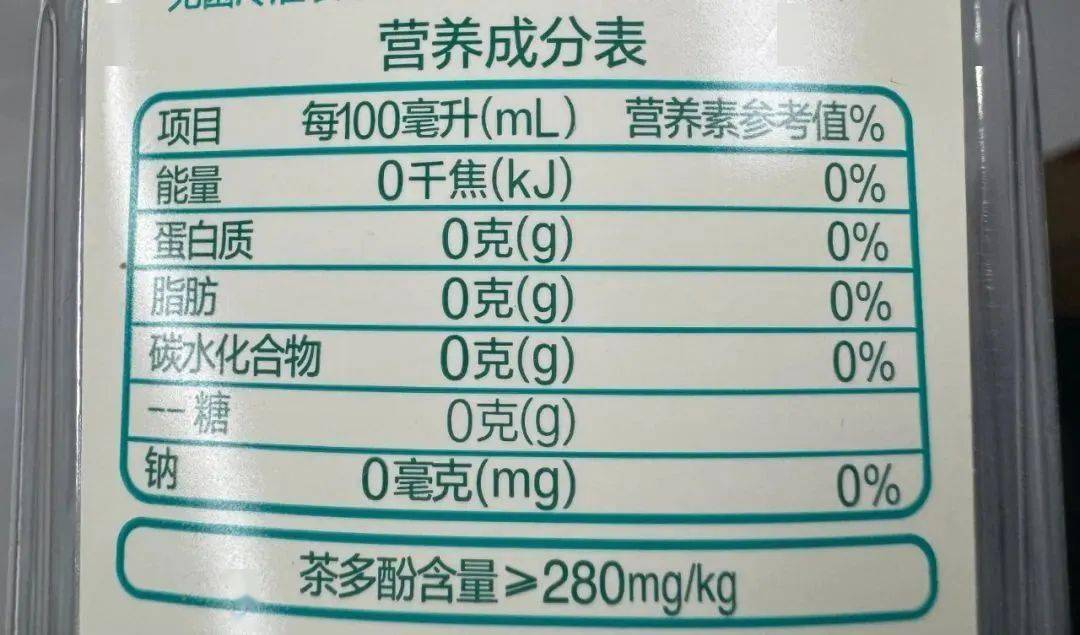 营养成分表
项目 每100毫升(mL) 营养素参考值%
能量 0千焦(kJ) 0%
蛋白质 0克(g) 0%
脂肪 0克(g) 0%
碳水化合物 0克(g) 0%
--糖 0克(g)
钠 0毫克(mg) 0%
茶多酚含量≥280mg/kg